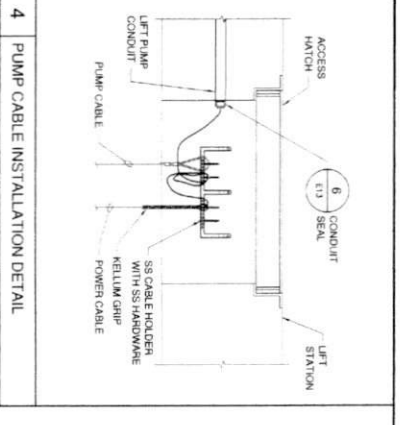 ACCESS
HATCH
6
E13
CONDUIT
SEAL
LIFT
STATION
LIFT PUMP
CONDUIT
PUMP CABLE
SS CABLE HOLDER
WITH SS HARDWARE
KELLUM GRIP
POWER CABLE
4
PUMP CABLE INSTALLATION DETAIL